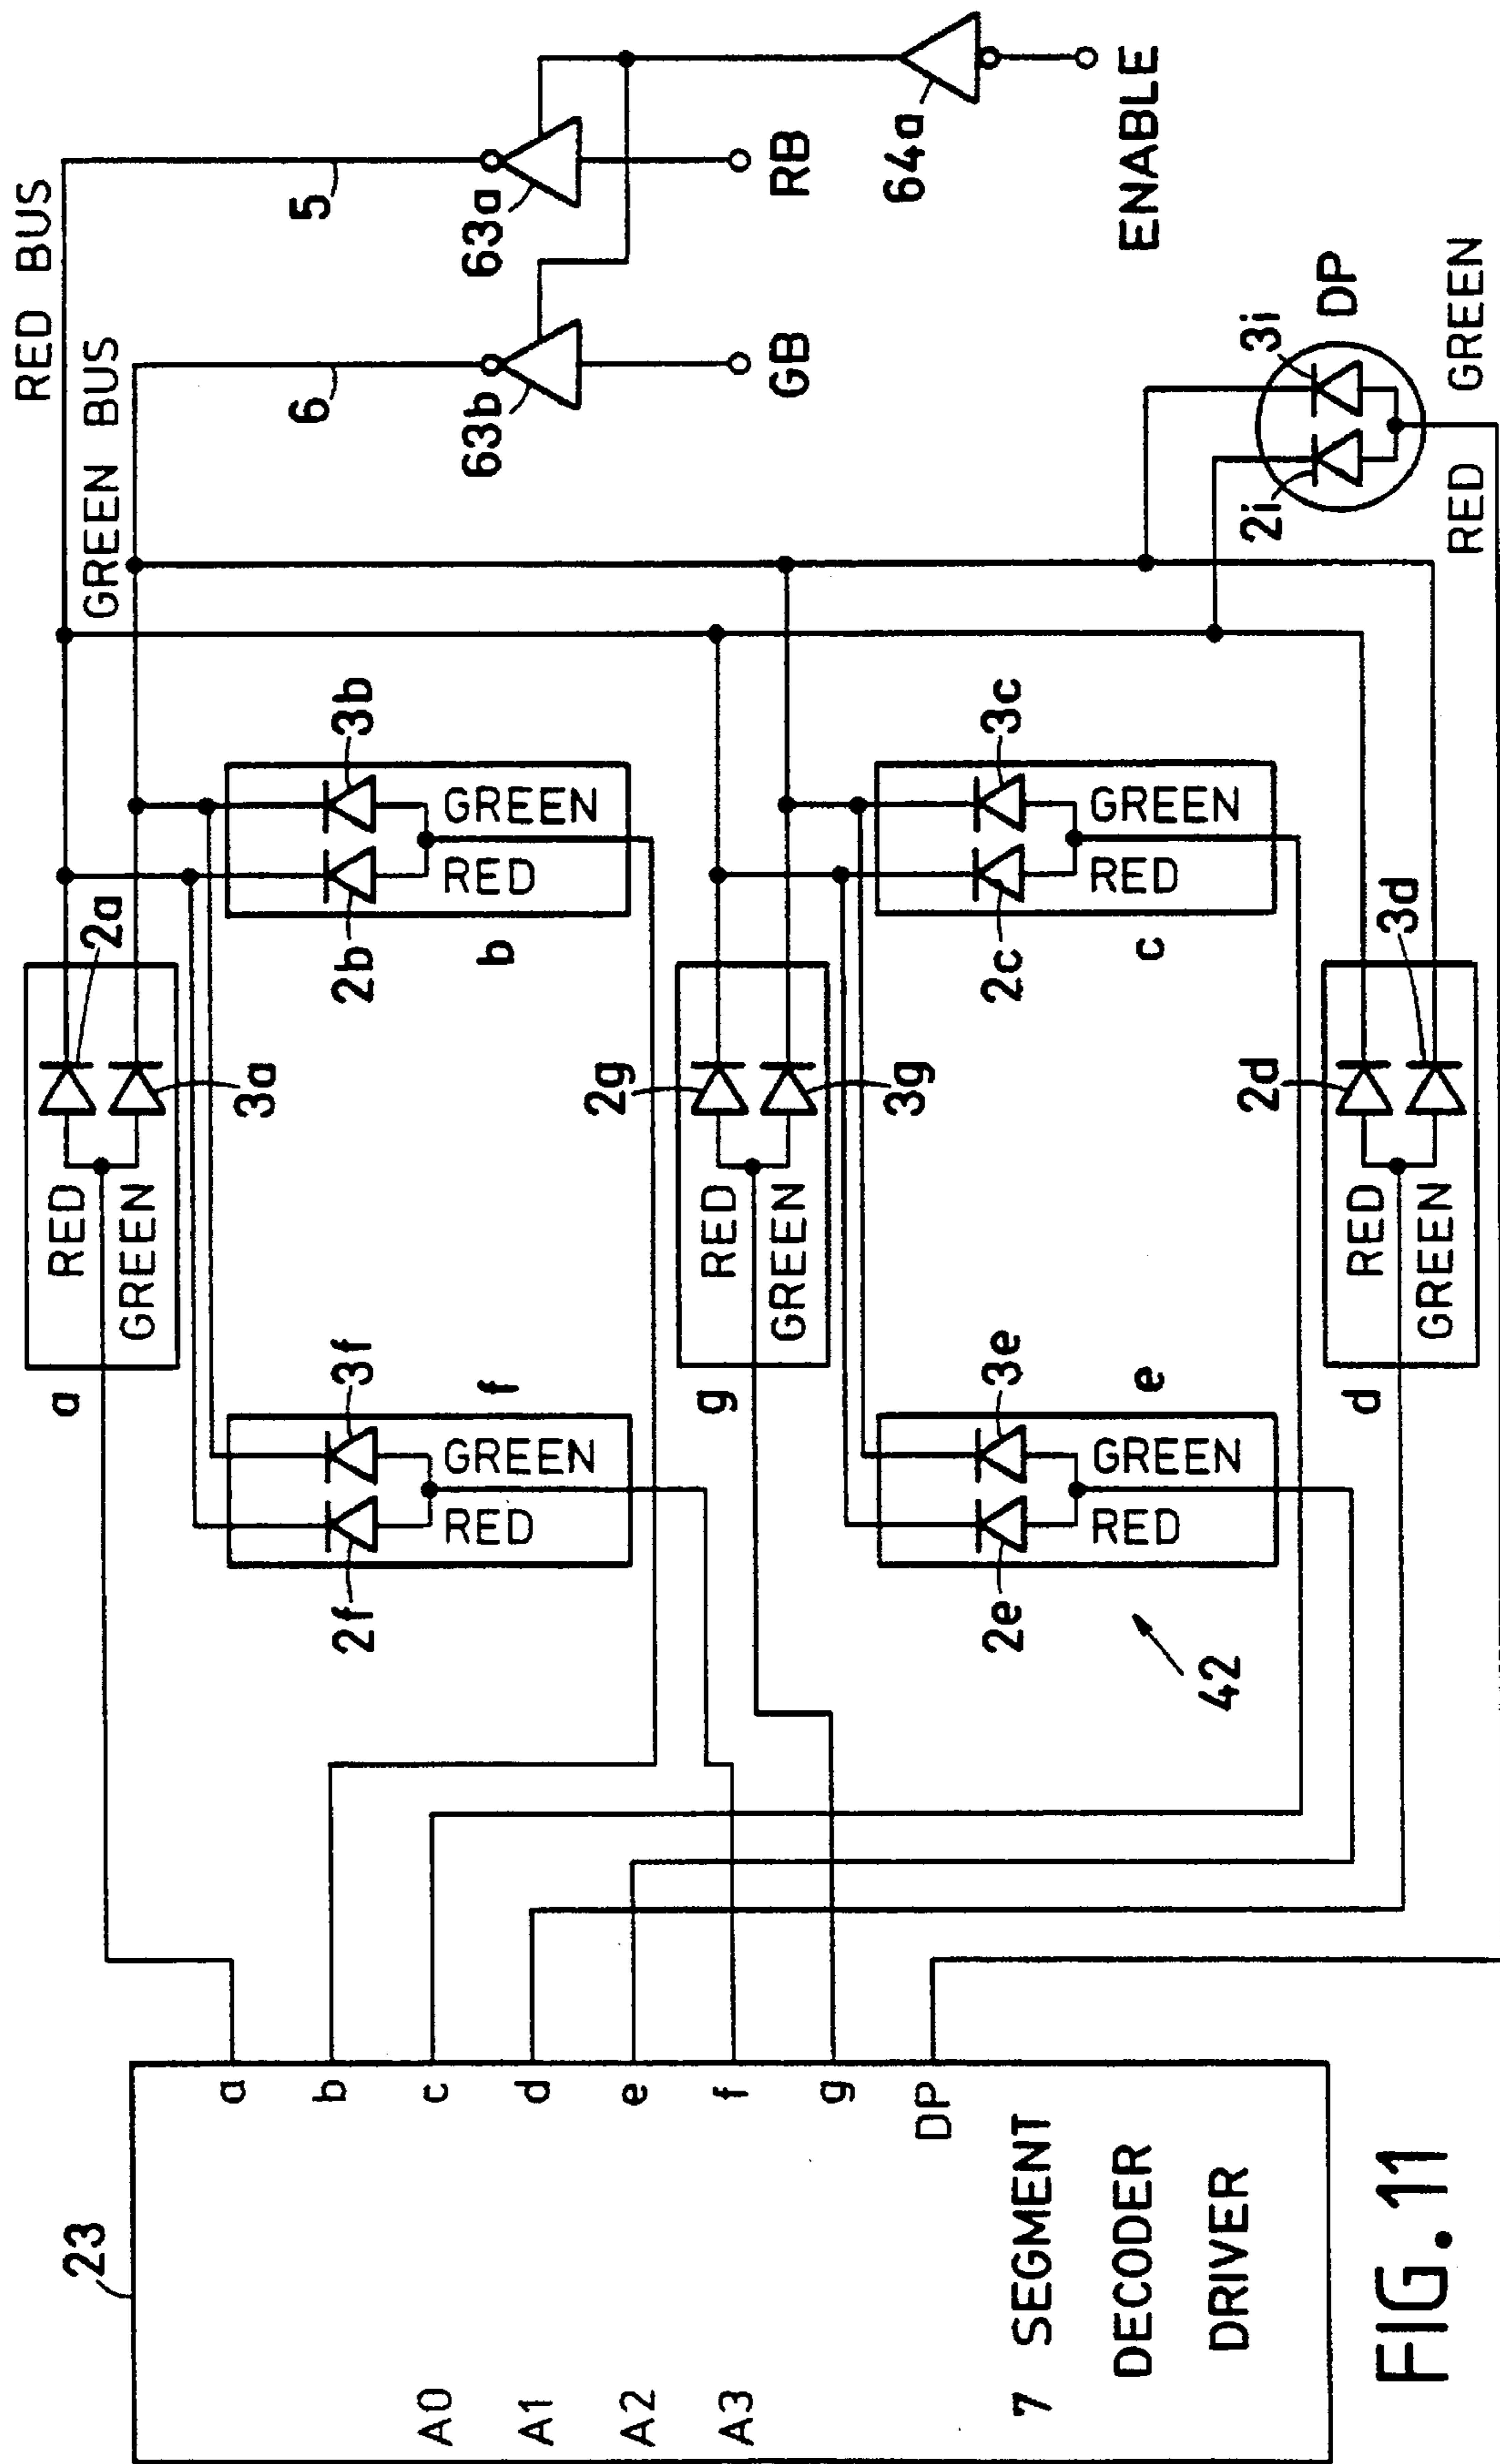 RED BUS
GREEN BUS
5
6
63a
63b
RB
GB
64a
ENABLE
2a
3a
RED
GREEN
a
2b
3b
RED
GREEN
b
2f
3f
RED
GREEN
f
2g
3g
RED
GREEN
g
2c
3c
RED
GREEN
c
2e
3e
RED
GREEN
e
2d
3d
RED
GREEN
d
2i
3i
DP
RED
GREEN
42
23
a
b
c
d
e
f
g
DP
A0
A1
A2
A3
7 SEGMENT
DECODER
DRIVER
FIG. 11